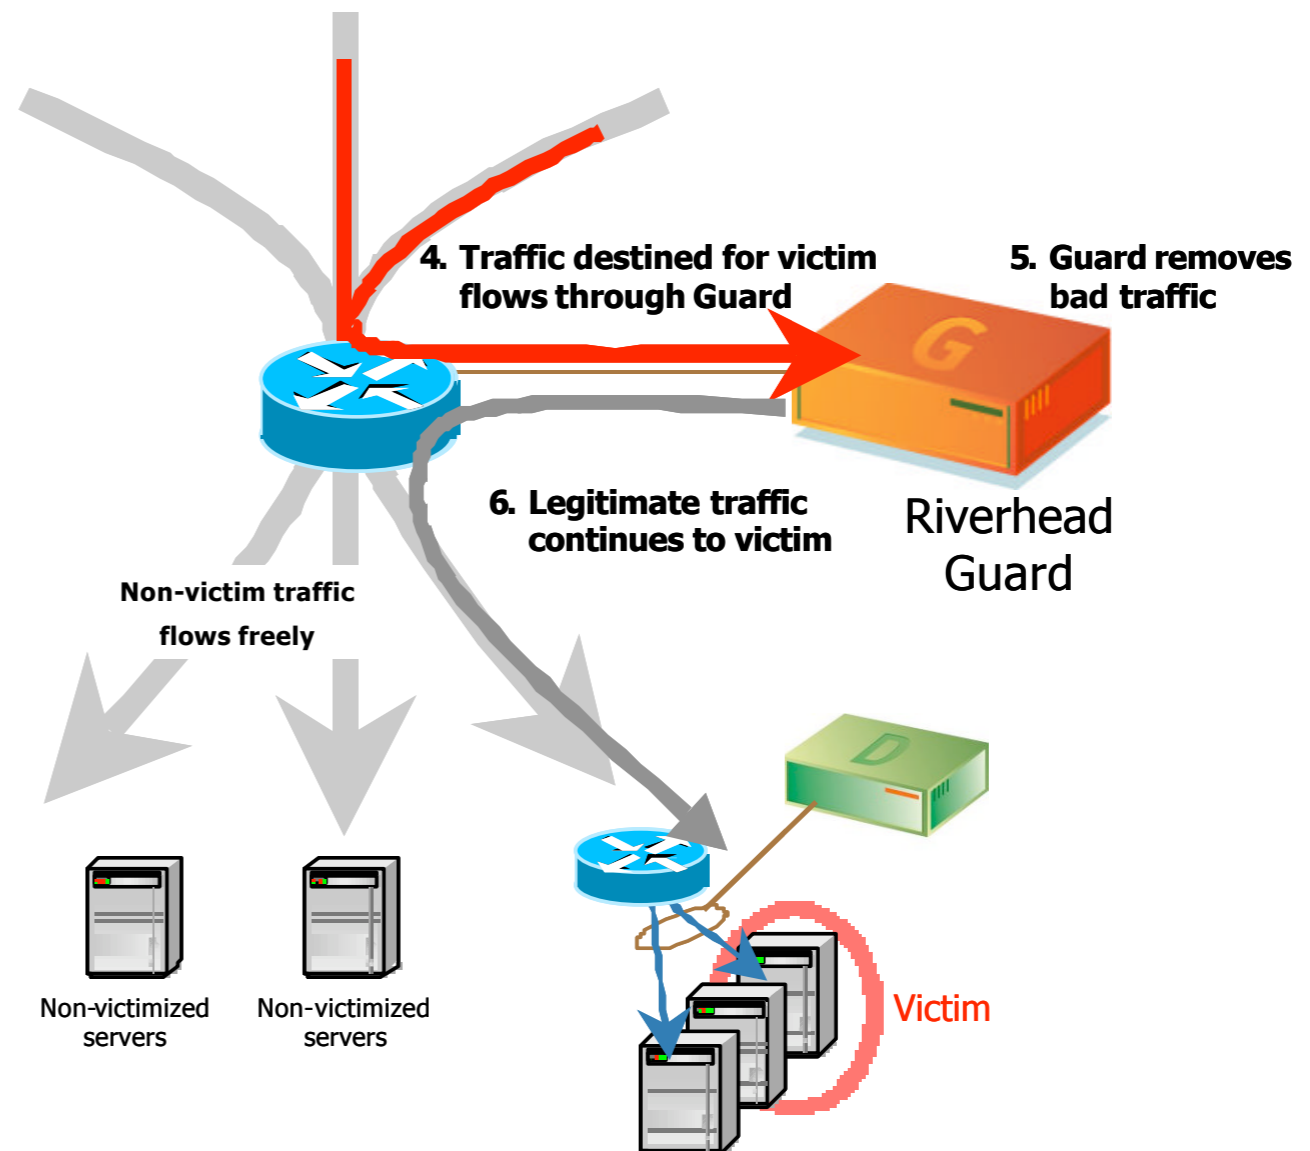 4. Traffic destined for victim
flows through Guard
5. Guard removes
bad traffic
G
6. Legitimate traffic
continues to victim
Riverhead
Guard
Non-victim traffic
flows freely
D
Non-victimized
servers
Non-victimized
servers
Victim